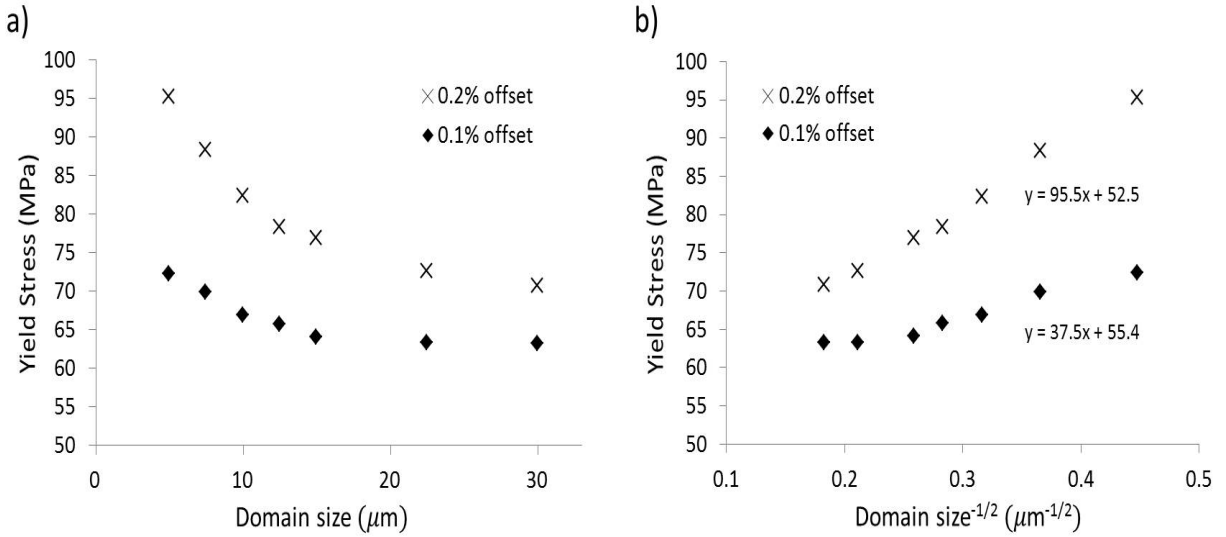 a)
100
95
90
85
80
75
70
65
60
55
50
Yield Stress (MPa)
0.2% offset
0.1% offset
0 10 20 30
Domain size (μm)
b)
100
95
90
85
80
75
70
65
60
55
50
Yield Stress (MPa)
0.2% offset
0.1% offset
y = 95.5x + 52.5
y = 37.5x + 55.4
0.1 0.2 0.3 0.4 0.5
Domain size-1/2 (μm-1/2)